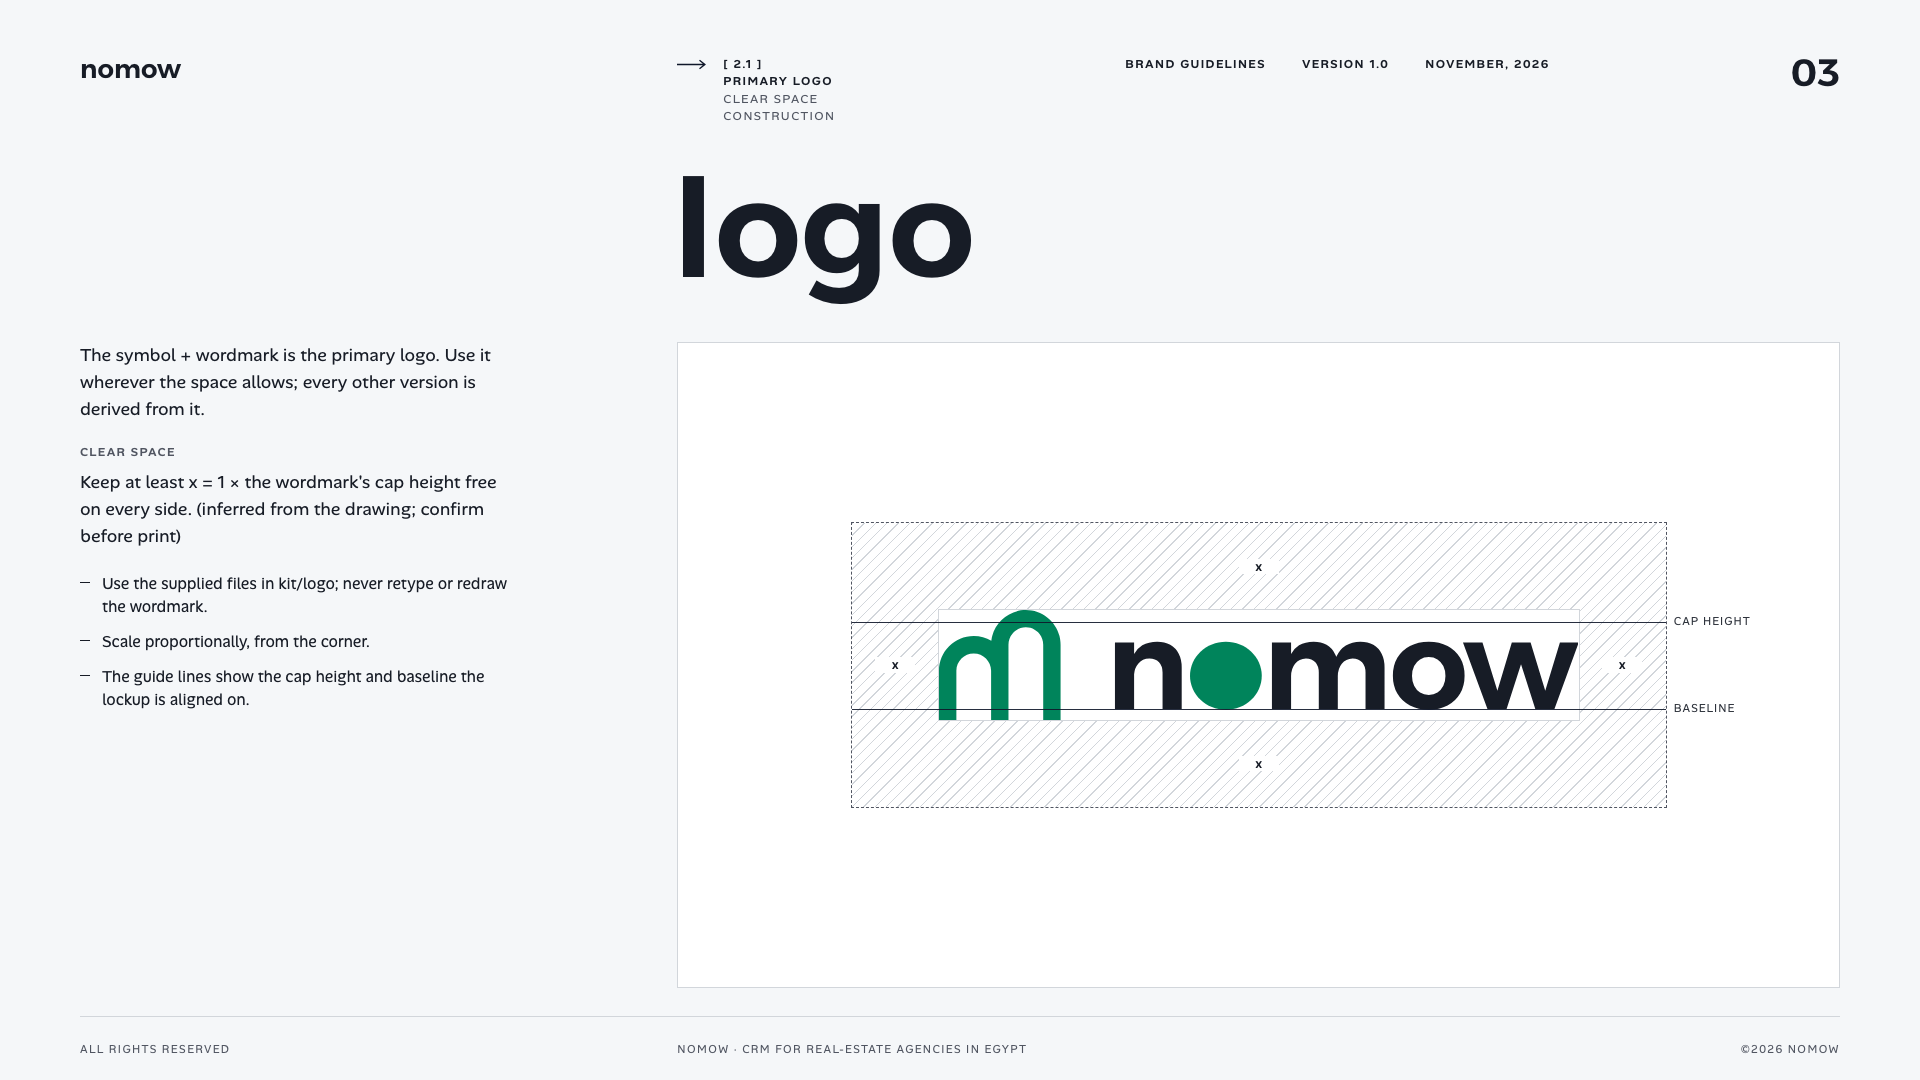 nomow
[ 2.1 ]
PRIMARY LOGO
CLEAR SPACE
CONSTRUCTION
BRAND GUIDELINES
VERSION 1.0
NOVEMBER, 2026
03
logo
The symbol + wordmark is the primary logo. Use it
wherever the space allows; every other version is
derived from it.
CLEAR SPACE
Keep at least x = 1 × the wordmark's cap height free
on every side. (inferred from the drawing; confirm
before print)
— Use the supplied files in kit/logo; never retype or redraw
the wordmark.
— Scale proportionally, from the corner.
— The guide lines show the cap height and baseline the
lockup is aligned on.
x
CAP HEIGHT
x
nomow
x
BASELINE
x
ALL RIGHTS RESERVED
NOMOW · CRM FOR REAL-ESTATE AGENCIES IN EGYPT
©2026 NOMOW